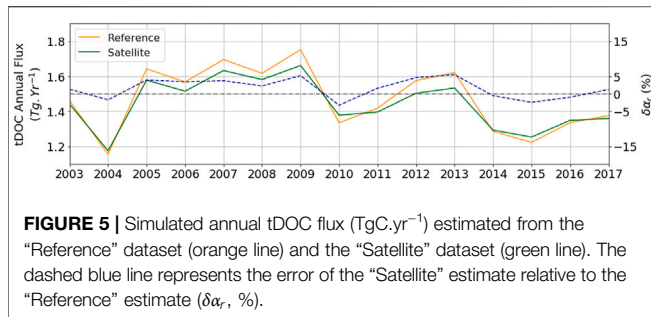 Reference
Satellite
tDOC Annual Flux
(Tg. Yr⁻¹)
1.8
1.6
1.4
1.2
15
10
5
0
−5
−10
−15
δαᵣ (%)
2003 2004 2005 2006 2007 2008 2009 2010 2011 2012 2013 2014 2015 2016 2017
FIGURE 5 | Simulated annual tDOC flux (TgC.yr⁻¹) estimated from the
“Reference” dataset (orange line) and the “Satellite” dataset (green line). The
dashed blue line represents the error of the “Satellite” estimate relative to the
“Reference” estimate (δαᵣ, %).